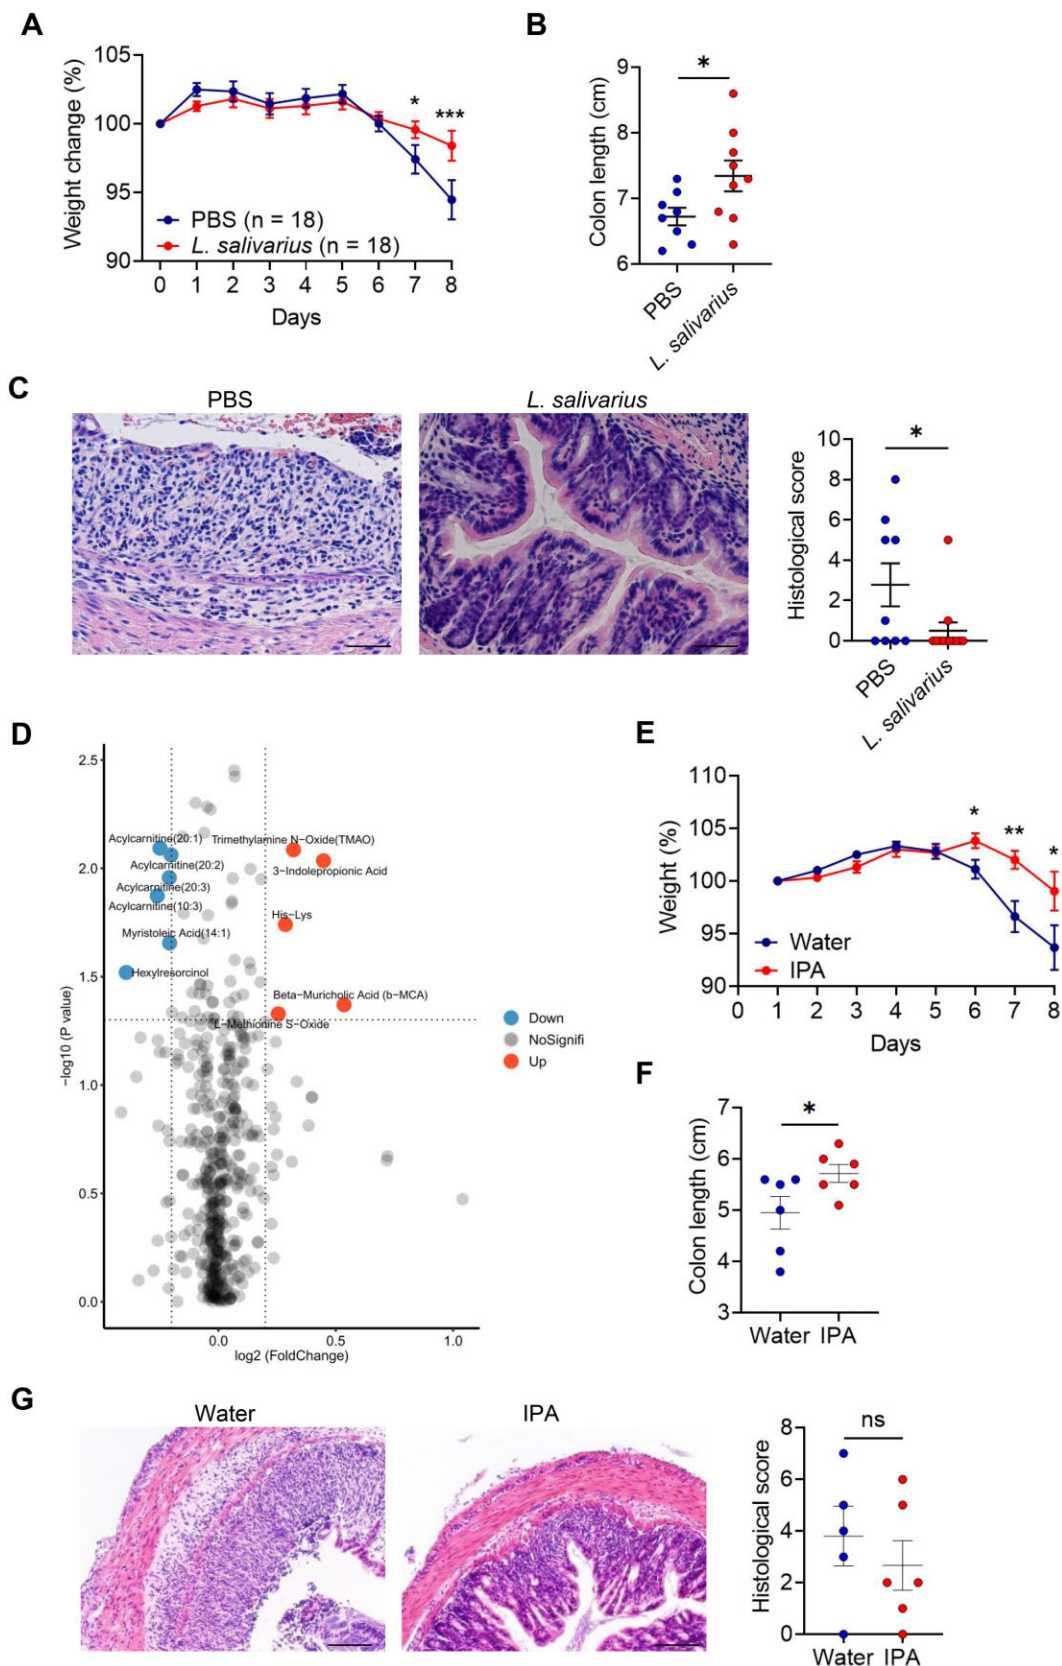 A
Weight change (%)
105
100
95
90
PBS (n = 18)
L. salivarius (n = 18)
*
***
0 1 2 3 4 5 6 7 8
Days
B
Colon length (cm)
9
8
7
6
*
PBS
L. salivarius
C
PBS
L. salivarius
Histological score
10
8
6
4
2
0
*
PBS
L. salivarius
D
−log10 (P value)
2.5
2.0
1.5
1.0
0.5
0.0
Acylcarnitine(20:1)
Trimethylamine N−Oxide(TMAO)
Acylcarnitine(20:2)
3−Indolepropionic Acid
Acylcarnitine(20:3)
Acylcarnitine(10:3)
His−Lys
Myristoleic Acid(14:1)
Hexylresorcinol
Beta−Muricholic Acid (b−MCA)
L−Methionine S−Oxide
Down
NoSignifi
Up
0.0 0.5 1.0
log2 (FoldChange)
E
Weight (%)
110
105
100
95
90
*
**
*
Water
IPA
0 1 2 3 4 5 6 7 8
Days
F
Colon length (cm)
7
6
5
4
3
*
Water IPA
G
Water
IPA
Histological score
8
6
4
2
0
ns
Water IPA